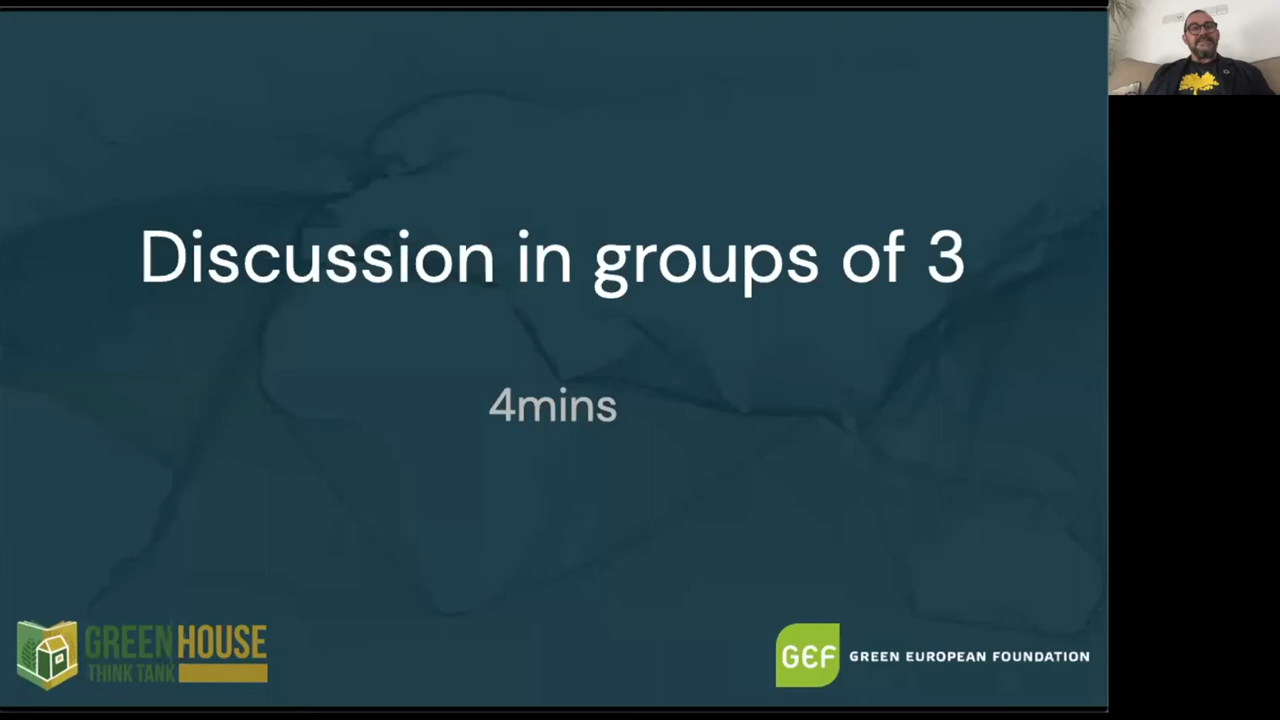 Discussion in groups of 3
4mins
GREEN HOUSE
THINK TANK
GEF
GREEN EUROPEAN FOUNDATION